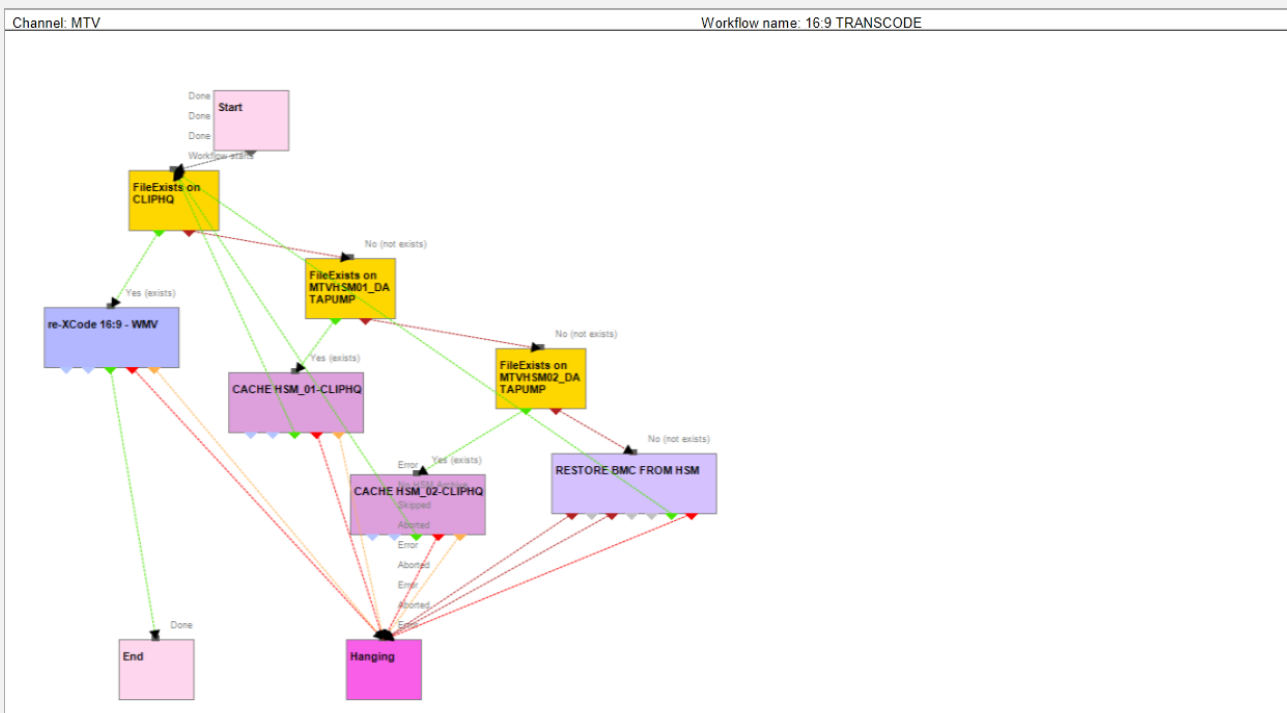 Channel: MTV
Workflow name: 16:9 TRANSCODE
Done
Start
Done
Done
Workflow starts
FileExists on
CLIPHQ
No (not exists)
FileExists on
MTVHSM01_DA
TAPUMP
Yes (exists)
re-XCode 16:9 - WMV
No (not exists)
Yes (exists)
FileExists on
MTVHSM02_DA
TAPUMP
CACHE HSM_01-CLIPHQ
No (not exists)
Error
Yes (exists)
RESTORE BMC FROM HSM
No HSM Archive
CACHE HSM_02-CLIPHQ
Skipped
Aborted
Error
Aborted
Error
Aborted
Error
Done
End
Hanging